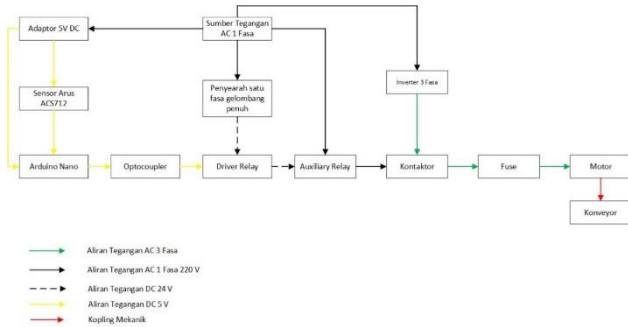 Adaptor 5V DC
Sumber Tegangan
AC 1 Fasa
Sensor Arus
ACS712
Penyearah satu
fasa gelombang
penuh
Inverter 3 Fasa
Arduino Nano
Optocoupler
Driver Relay
Auxiliary Relay
Kontaktor
Fuse
Motor
Konveyor
Aliran Tegangan AC 3 Fasa
Aliran Tegangan AC 1 Fasa 220 V
Aliran Tegangan DC 24 V
Aliran Tegangan DC 5 V
Kopling Mekanik